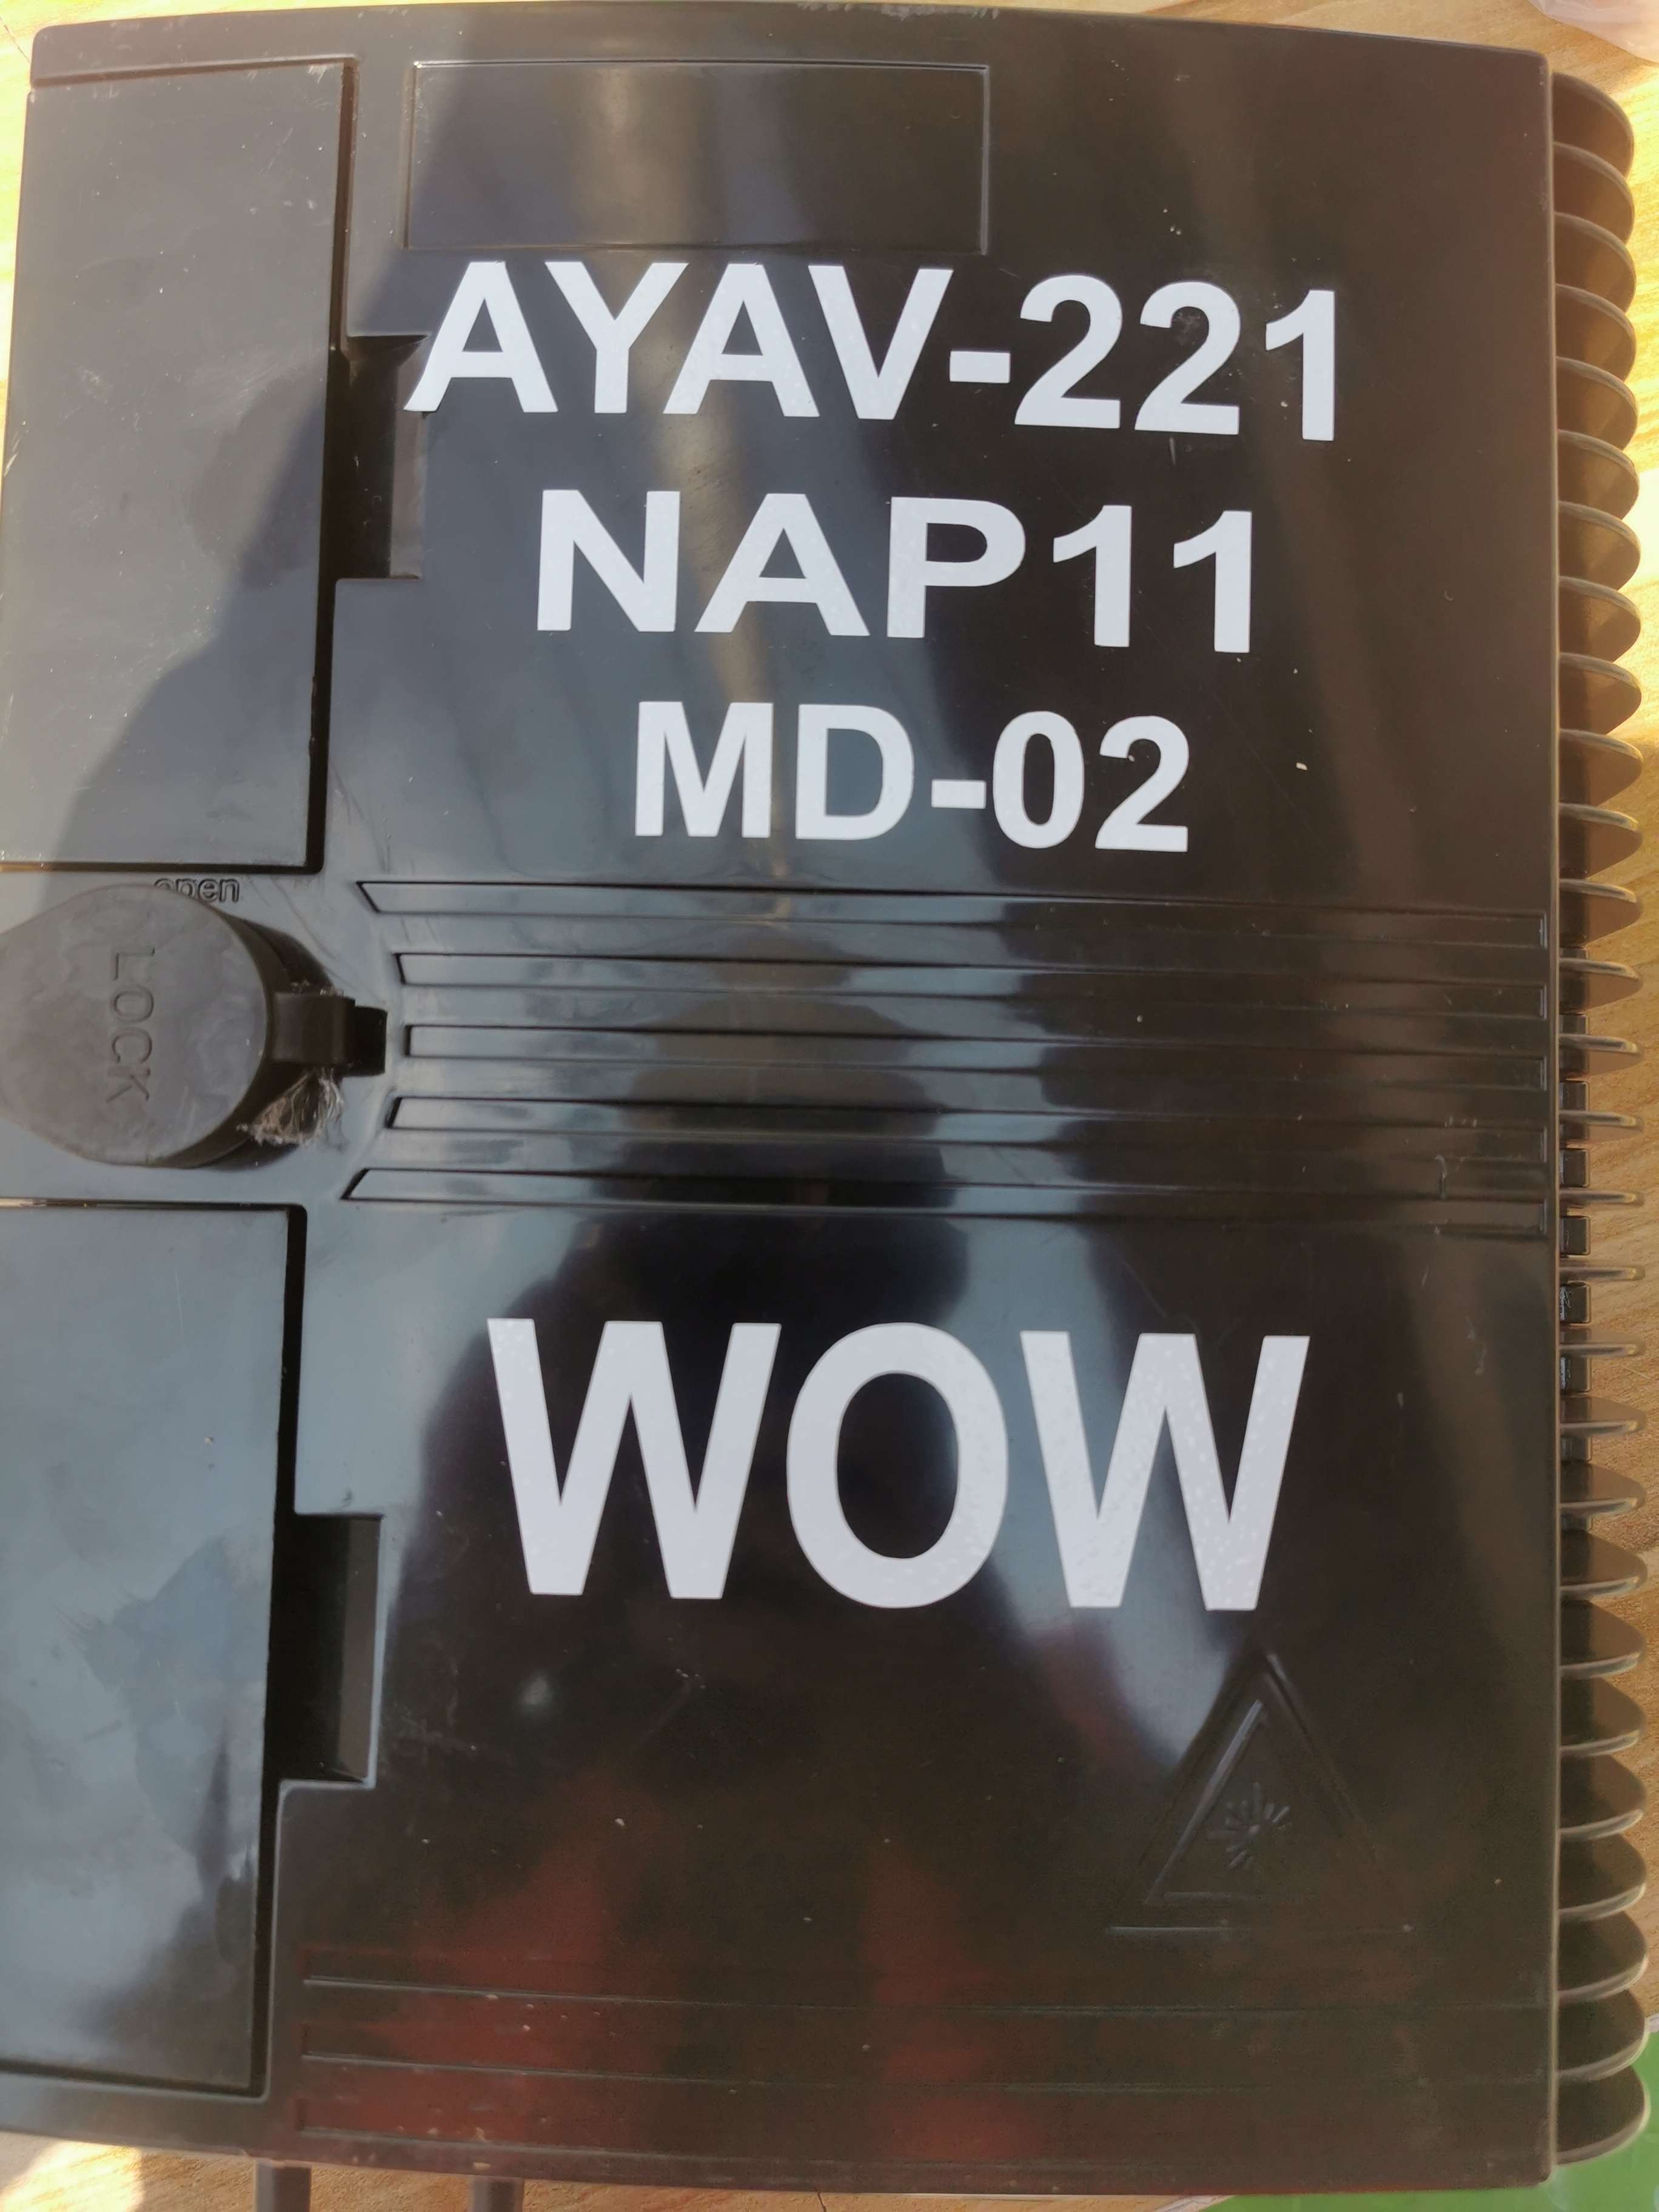 AYAV-221
NAP11
MD-02
open
LOCK
WOW